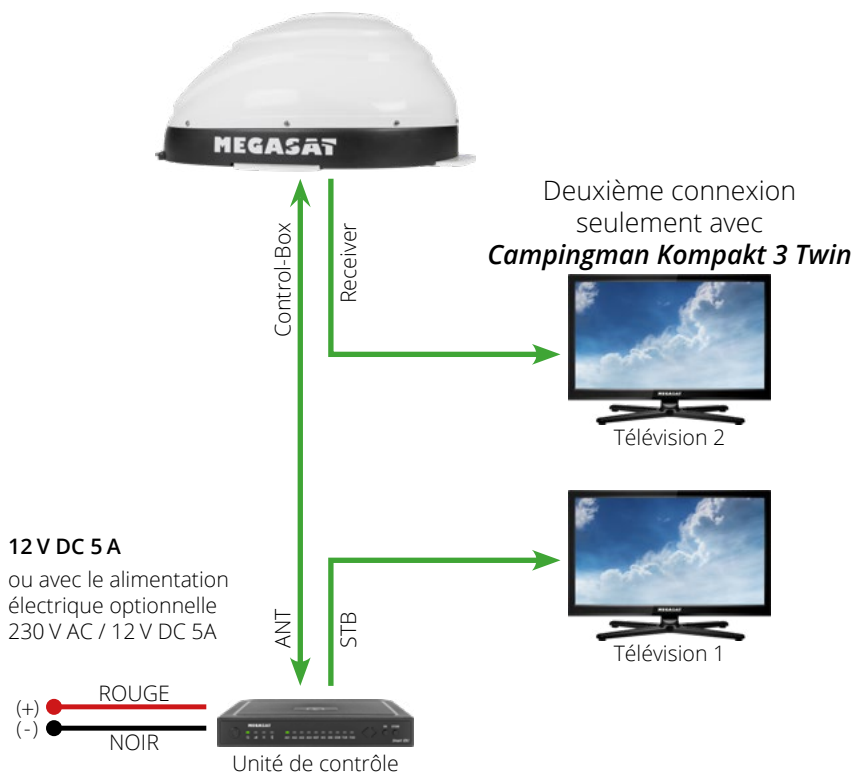 MEGASAT
Deuxième connexion
seulement avec
Campingman Kompakt 3 Twin
Control-Box
Receiver
MEGASAT
Télévision 2
12 V DC 5 A
ou avec le alimentation
électrique optionnelle
230 V AC / 12 V DC 5A
ANT
STB
MEGASAT
Télévision 1
(+)
ROUGE
(-)
NOIR
MEGASAT
Unité de contrôle